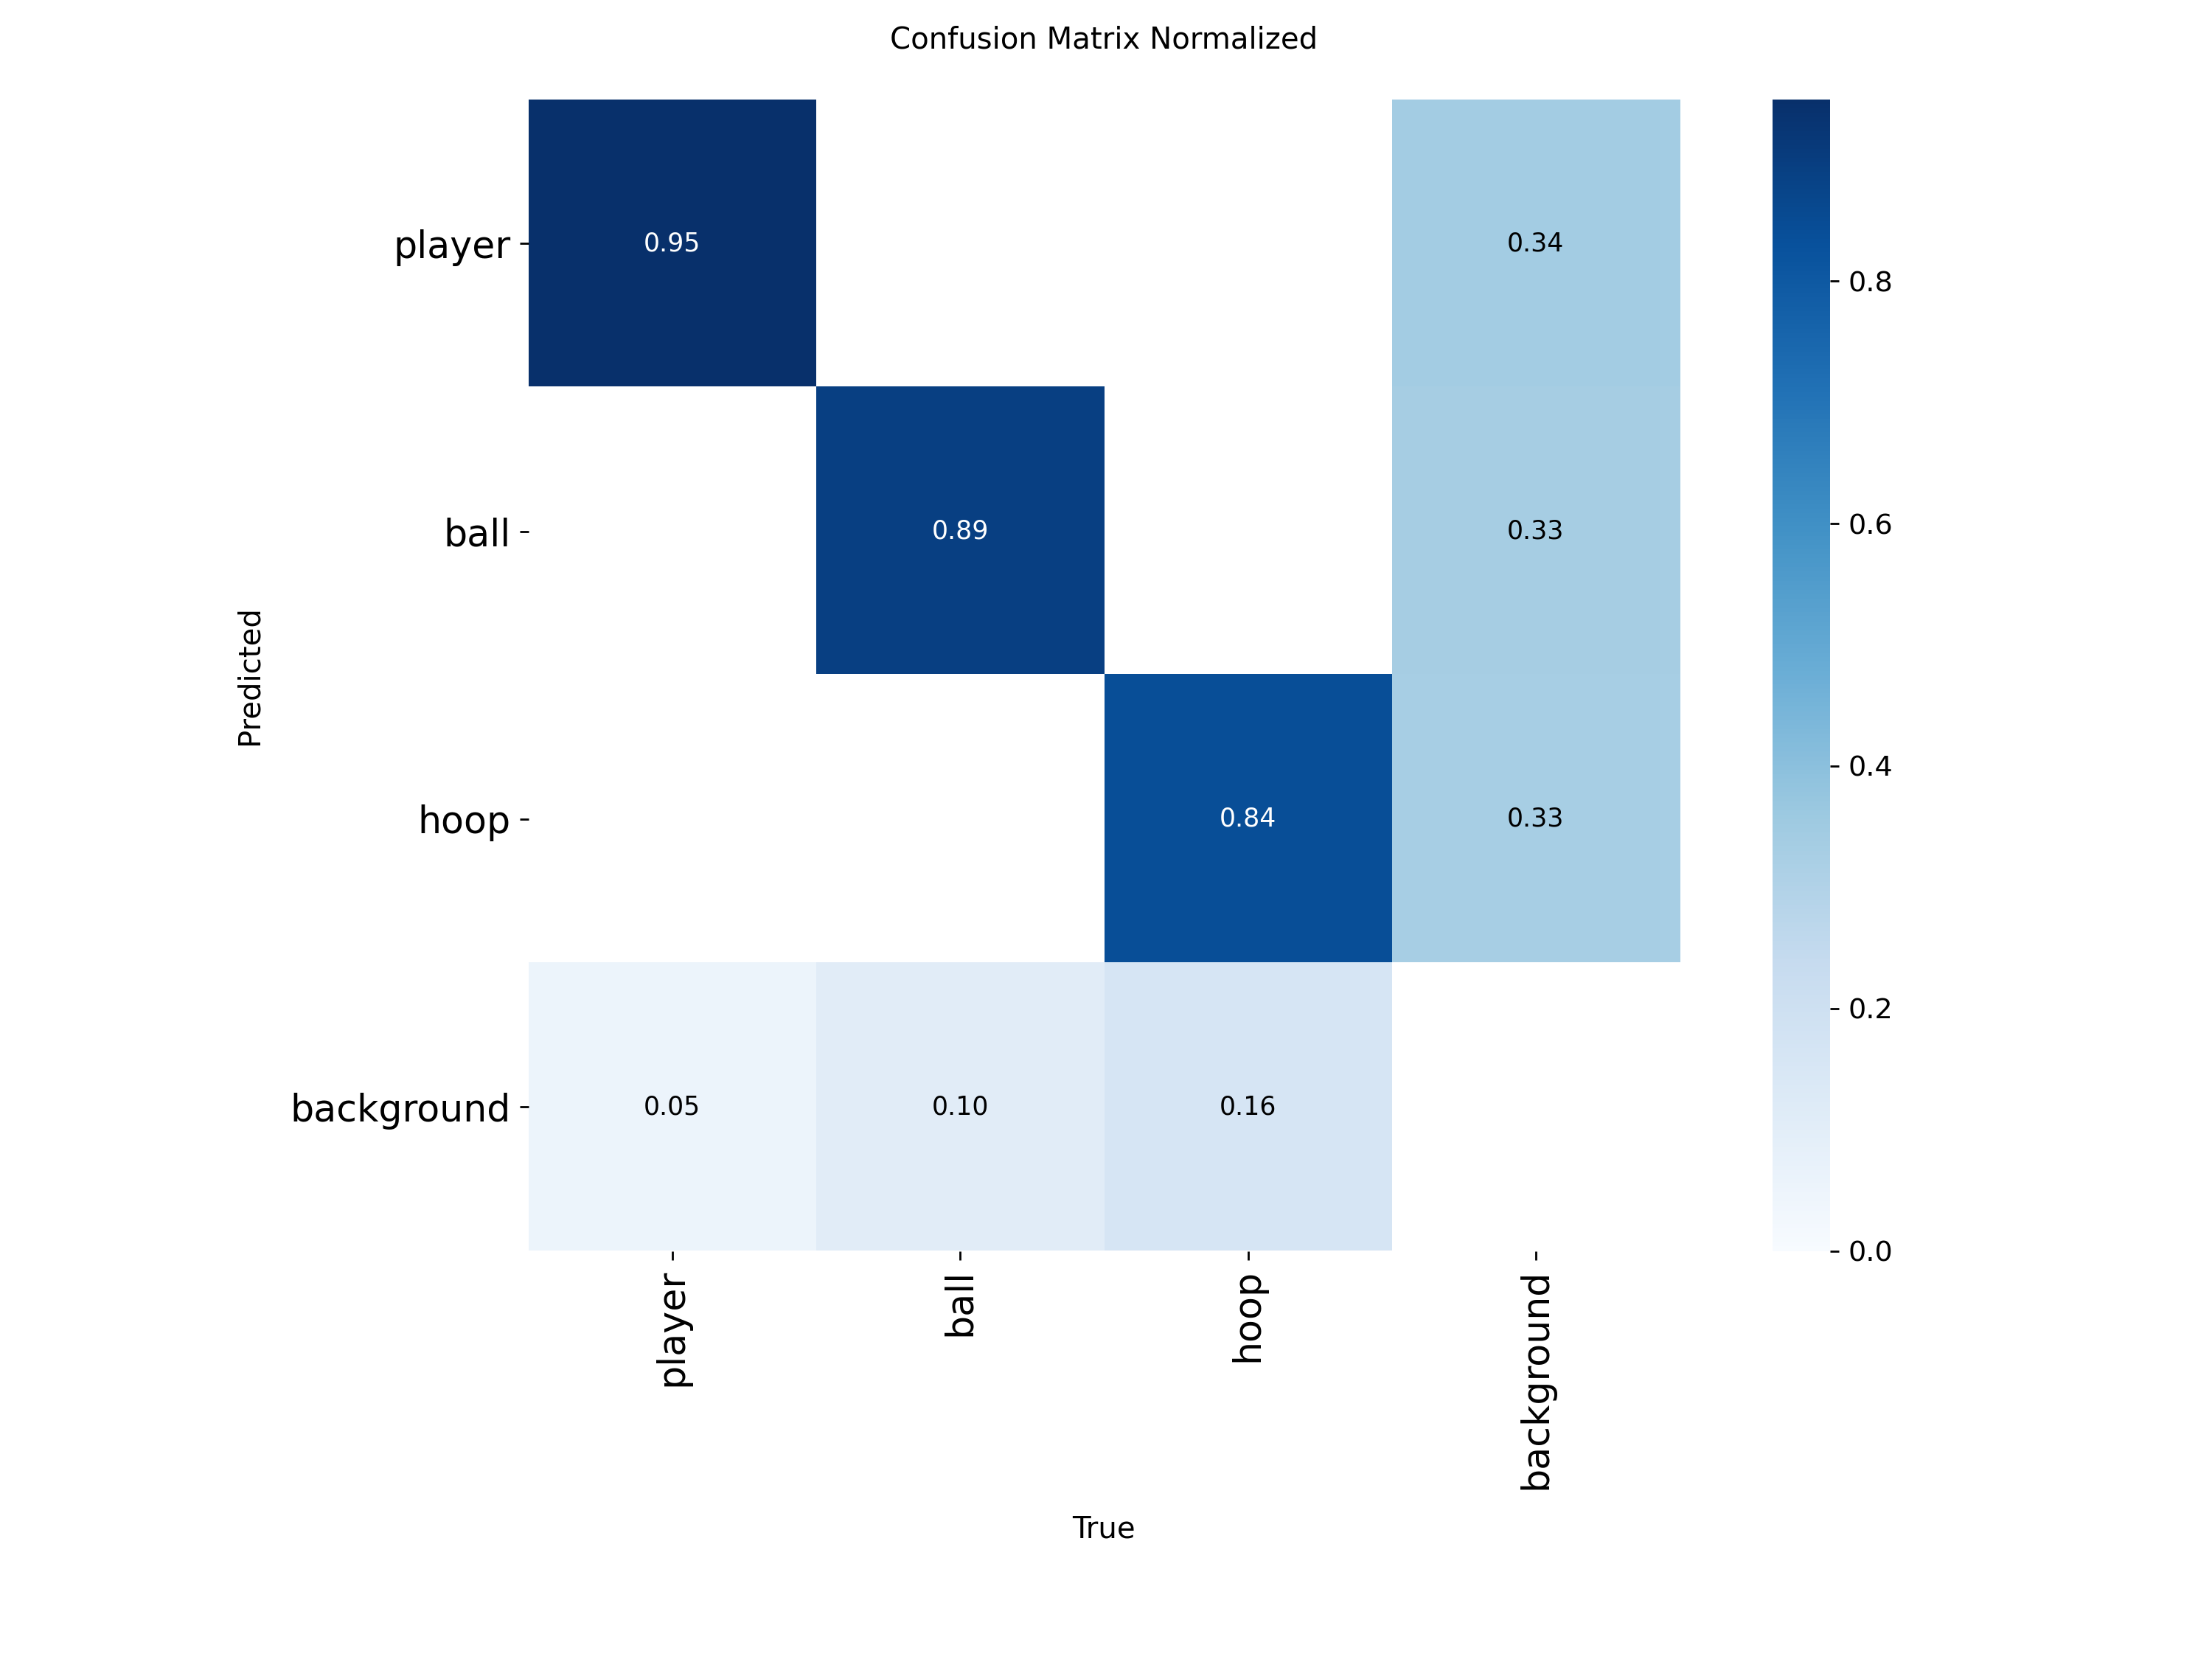 Confusion Matrix Normalized
player
0.95
0.34
0.8
ball
0.89
0.33
0.6
Predicted
hoop
0.84
0.33
0.4
background
0.05
0.10
0.16
0.2
0.0
player
ball
hoop
background
True